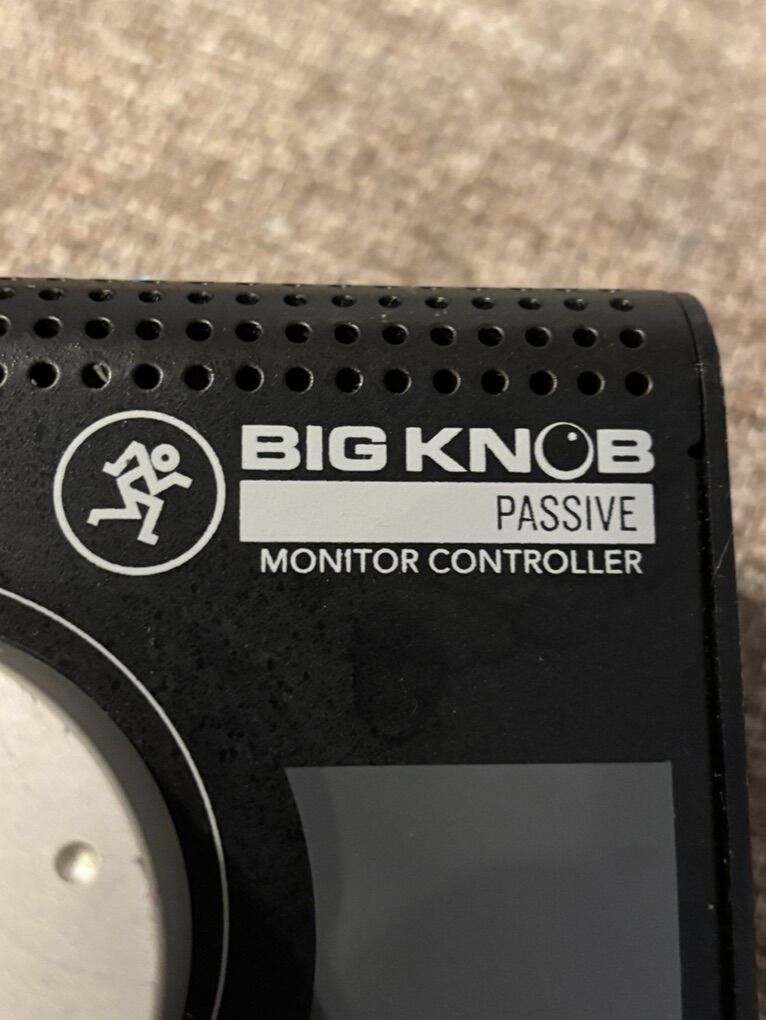 BIG KNOB
PASSIVE
MONITOR CONTROLLER